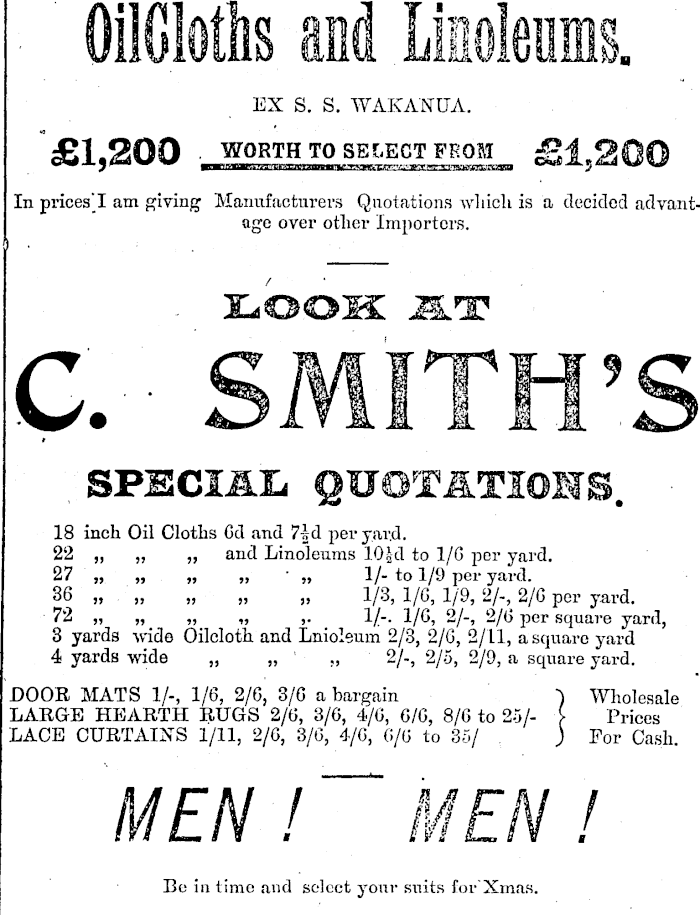 OilCloths and Linoleums.
EX S. S. WAKANUA.
£1,200 WORTH TO SELECT FROM £1,200
In prices I am giving Manufacturers Quotations which is a decided advant-
age over other Importers.
LOOK AT
C. SMITH'S
SPECIAL QUOTATIONS.
18 inch Oil Cloths 6d and 7½d per yard.
22 „ „ „ and Linoleums 10½d to 1/6 per yard.
27 „ „ „ „ „ 1/- to 1/9 per yard.
36 „ „ „ „ „ 1/3, 1/6, 1/9, 2/-, 2/6 per yard.
72 „ „ „ „ „ 1/-. 1/6, 2/-, 2/6 per square yard,
3 yards wide Oilcloth and Lnioleum 2/3, 2/6, 2/11, a square yard
4 yards wide „ „ „ 2/-, 2/5, 2/9, a square yard.
DOOR MATS 1/-, 1/6, 2/6, 3/6 a bargain } Wholesale
LARGE HEARTH RUGS 2/6, 3/6, 4/6, 6/6, 8/6 to 25/- } Prices
LACE CURTAINS 1/11, 2/6, 3/6, 4/6, 6/6 to 35/ } For Cash.
MEN! MEN!
Be in time and select your suits for Xmas.